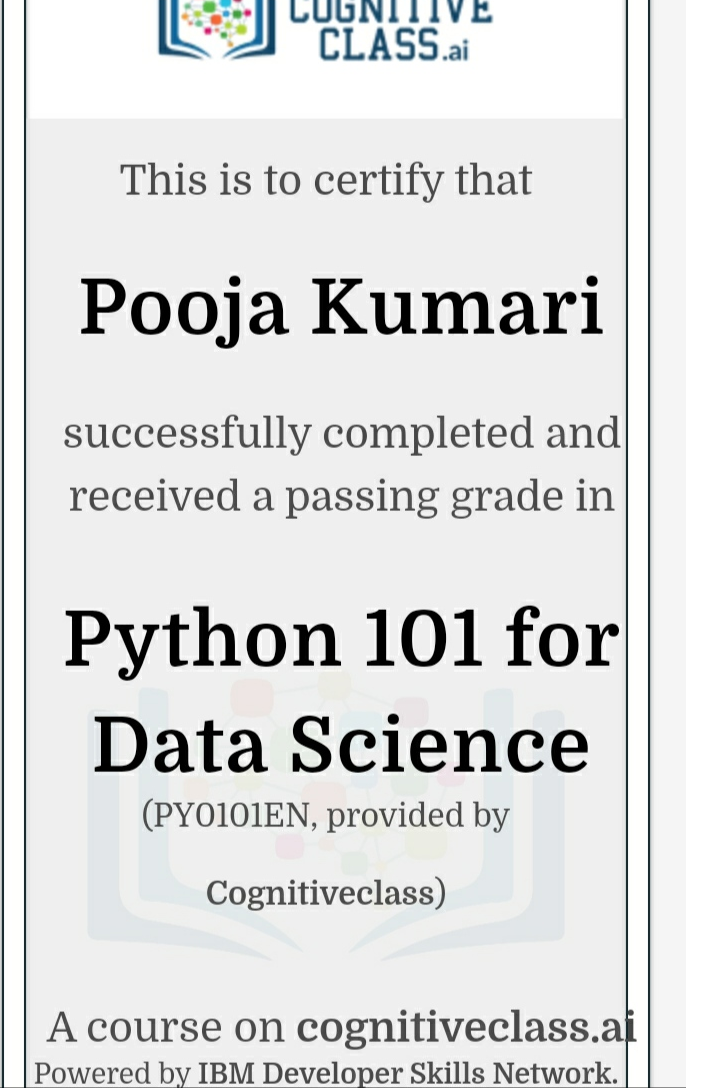 COGNITIVE
CLASS.ai
This is to certify that
Pooja Kumari
successfully completed and
received a passing grade in
Python 101 for
Data Science
(PY0101EN, provided by
Cognitiveclass)
A course on cognitiveclass.ai
Powered by IBM Developer Skills Network.